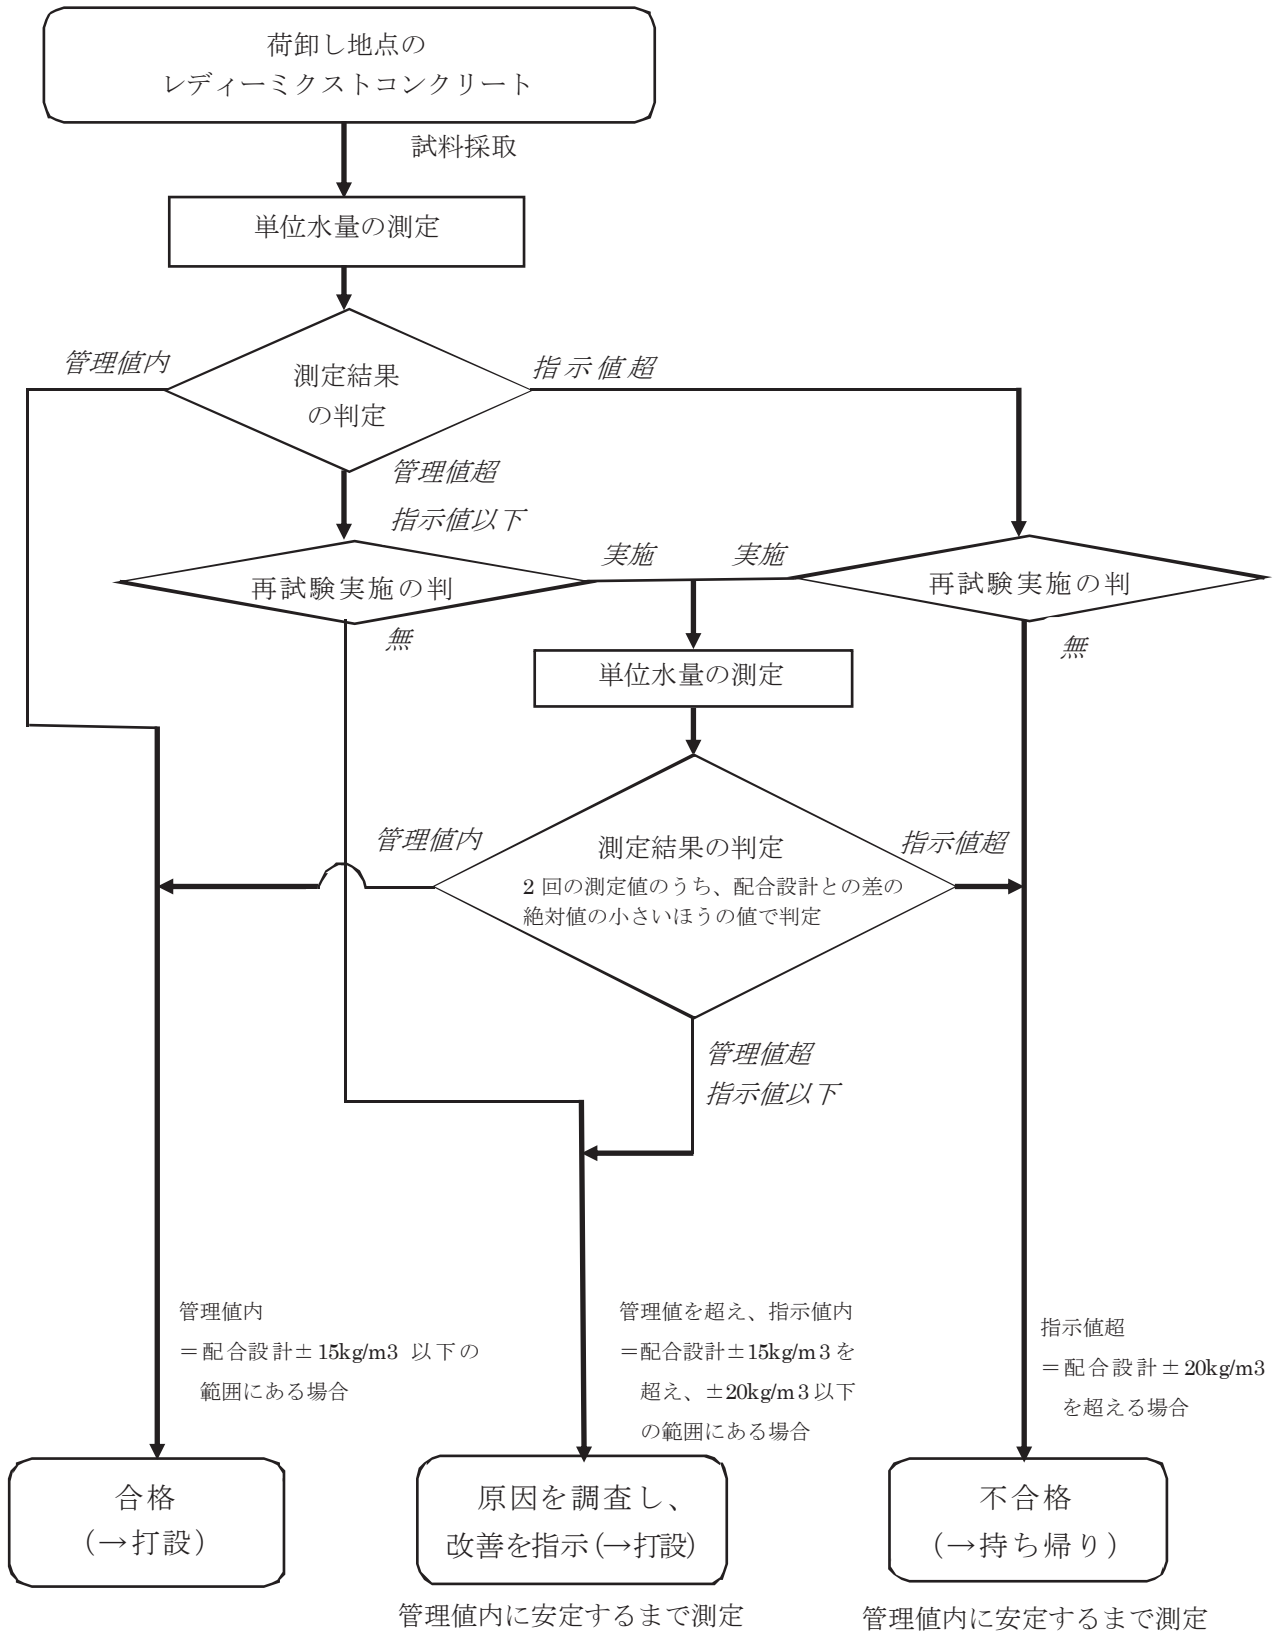 荷卸し地点の
レディーミクストコンクリート
試料採取
単位水量の測定
管理値内
測定結果
の判定
指示値超
管理値超
指示値以下
再試験実施の判
実施
実施
再試験実施の判
無
無
単位水量の測定
管理値内
測定結果の判定
2 回の測定値のうち、配合設計との差の
絶対値の小さいほうの値で判定
指示値超
管理値超
指示値以下
管理値内
=配合設計±15kg/m3 以下の
範囲にある場合
管理値を超え、指示値内
=配合設計±15kg/m3を
超え、±20kg/m3以下
の範囲にある場合
指示値超
=配合設計±20kg/m3
を超える場合
合格
(→打設)
原因を調査し、
改善を指示(→打設)
不合格
(→持ち帰り)
管理値内に安定するまで測定
管理値内に安定するまで測定